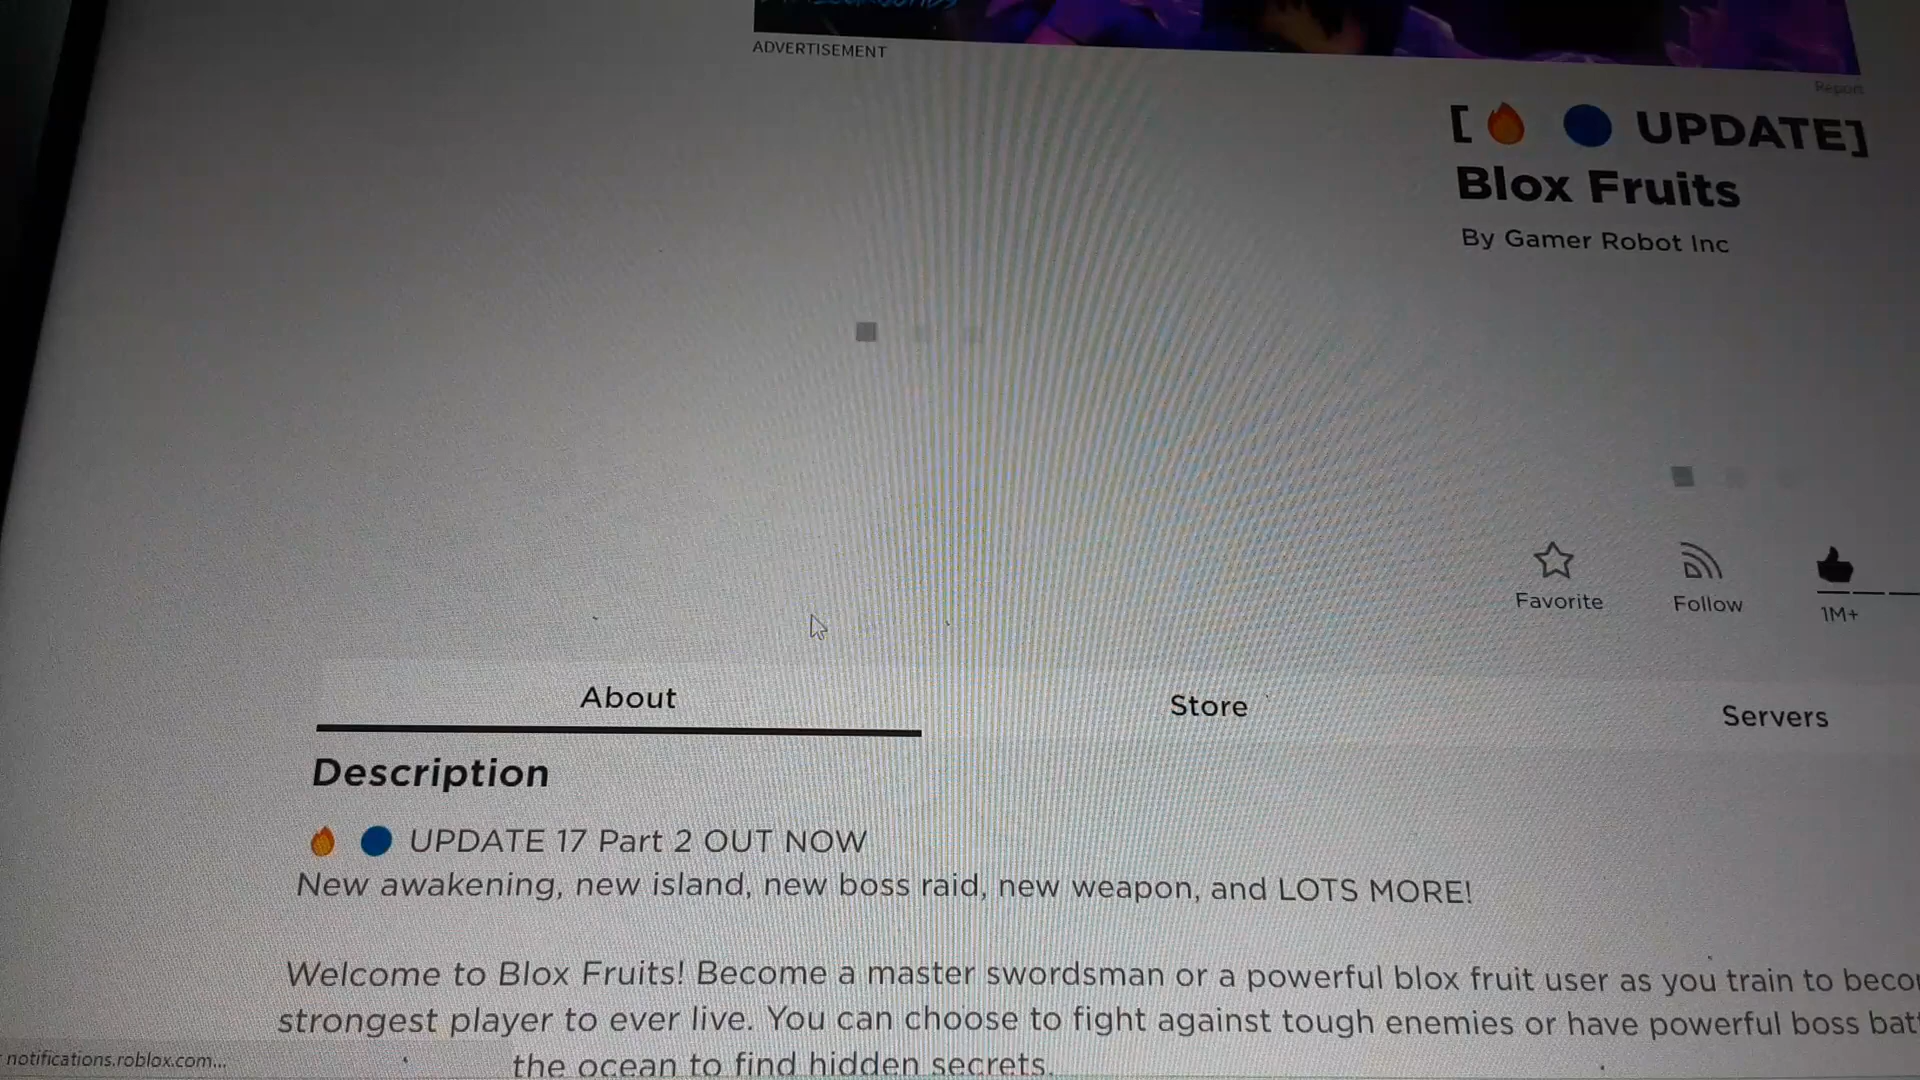 ADVERTISEMENT
Report
[🔥 🔵 UPDATE]
Blox Fruits
By Gamer Robot Inc
Favorite
Follow
1M+
About
Store
Servers
Description
🔥 🔵 UPDATE 17 Part 2 OUT NOW
New awakening, new island, new boss raid, new weapon, and LOTS MORE!
Welcome to Blox Fruits! Become a master swordsman or a powerful blox fruit user as you train to beco
strongest player to ever live. You can choose to fight against tough enemies or have powerful boss bat
the ocean to find hidden secrets.
notifications.roblox.com...